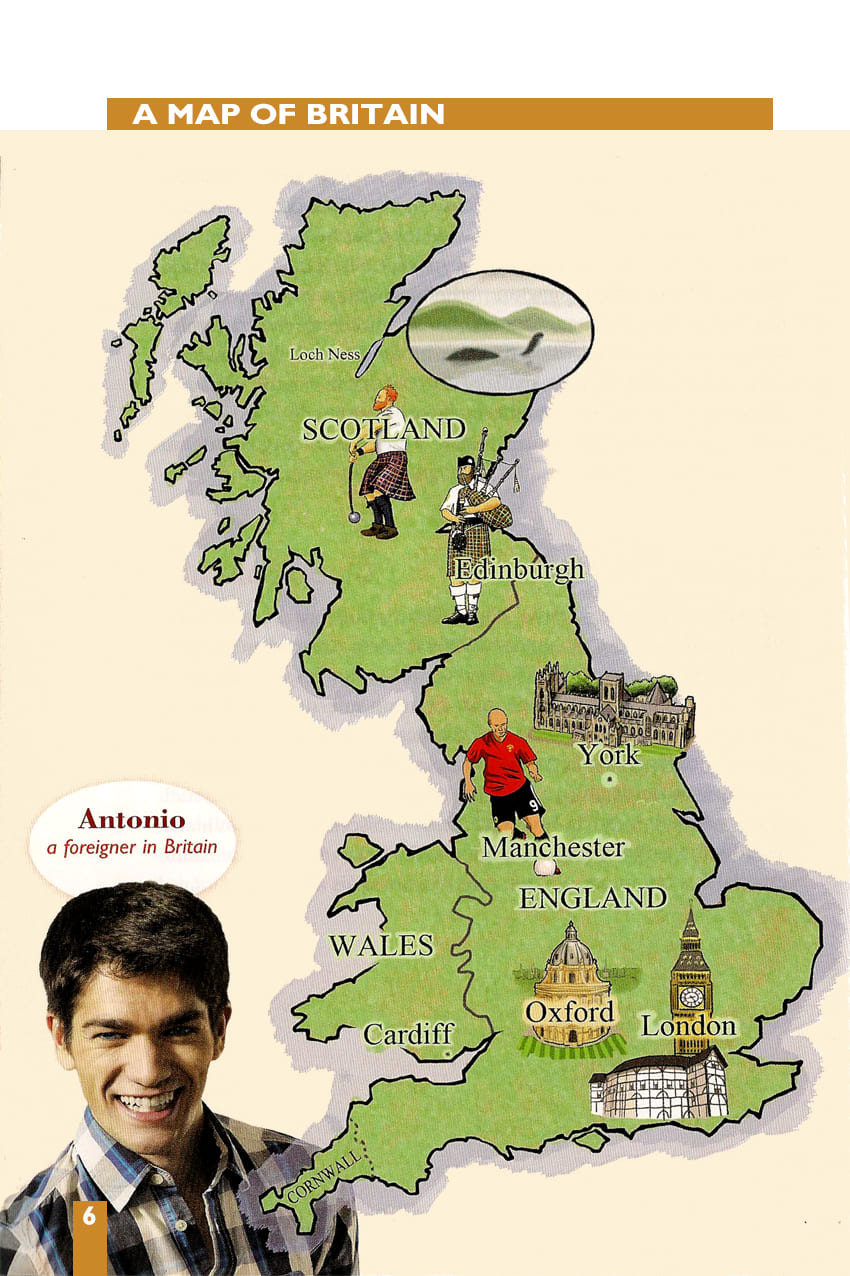 A MAP OF BRITAIN
Loch Ness
SCOTLAND
Edinburgh
York
9
Manchester
ENGLAND
Antonio
a foreigner in Britain
WALES
Oxford
London
Cardiff
CORNWALL
6